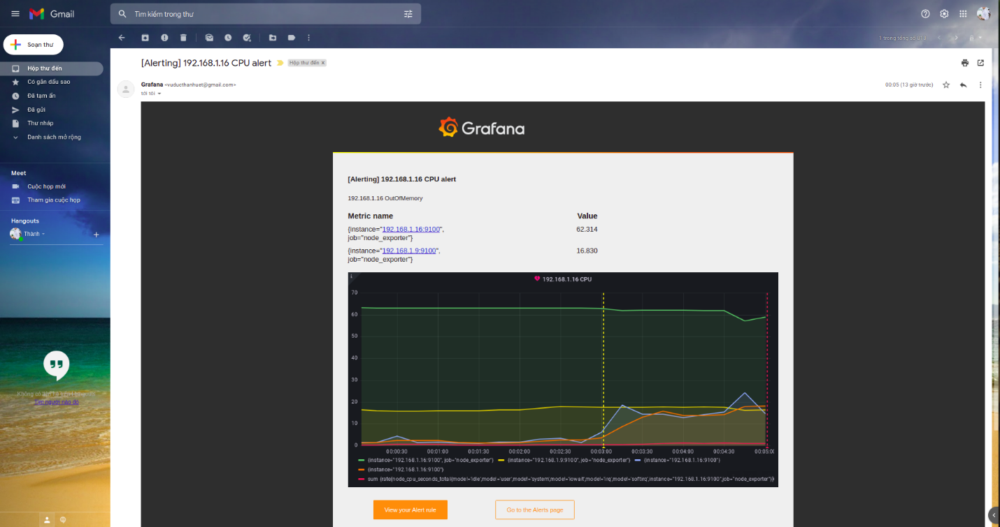 Gmail
Tìm kiếm trong thư
Soạn thư
1 trong tổng số 818
Hộp thư đến
Có gắn dấu sao
Đã tạm ẩn
Đã gửi
Thư nháp
Danh sách mở rộng
Meet
Cuộc họp mới
Tham gia cuộc họp
Hangouts
Thành
Tìm người nào đó
[Alerting] 192.168.1.16 CPU alert
Hộp thư đến x
Grafana <vuducthanhuet@gmail.com>
00:05 (13 giờ trước)
tới tôi
Grafana
[Alerting] 192.168.1.16 CPU alert
192.168.1.16 OutOfMemory
Metric name Value
{instance="192.168.1.16:9100", 62.314
job="node_exporter"}
{instance="192.168.1.9:9100", 16.830
job="node_exporter"}
192.168.1.16 CPU
70
60
50
40
30
20
10
0
00:00:30 00:01:00 00:01:30 00:02:00 00:02:30 00:03:00 00:03:30 00:04:00 00:04:30 00:05:00
{instance="192.168.1.16:9100", job="node_exporter"} {instance="192.168.1.9:9100", job="node_exporter"} {instance="192.168.1.16:9100"}
{instance="192.168.1.16:9100"}
sum (rate(node_cpu_seconds_total{mode!='idle',mode!='user',mode!='system',mode!='iowait',mode!='irq',mode!='softirq',instance="192.168.1.16:9100",job="node_exporter"}[
View your Alert rule
Go to the Alerts page